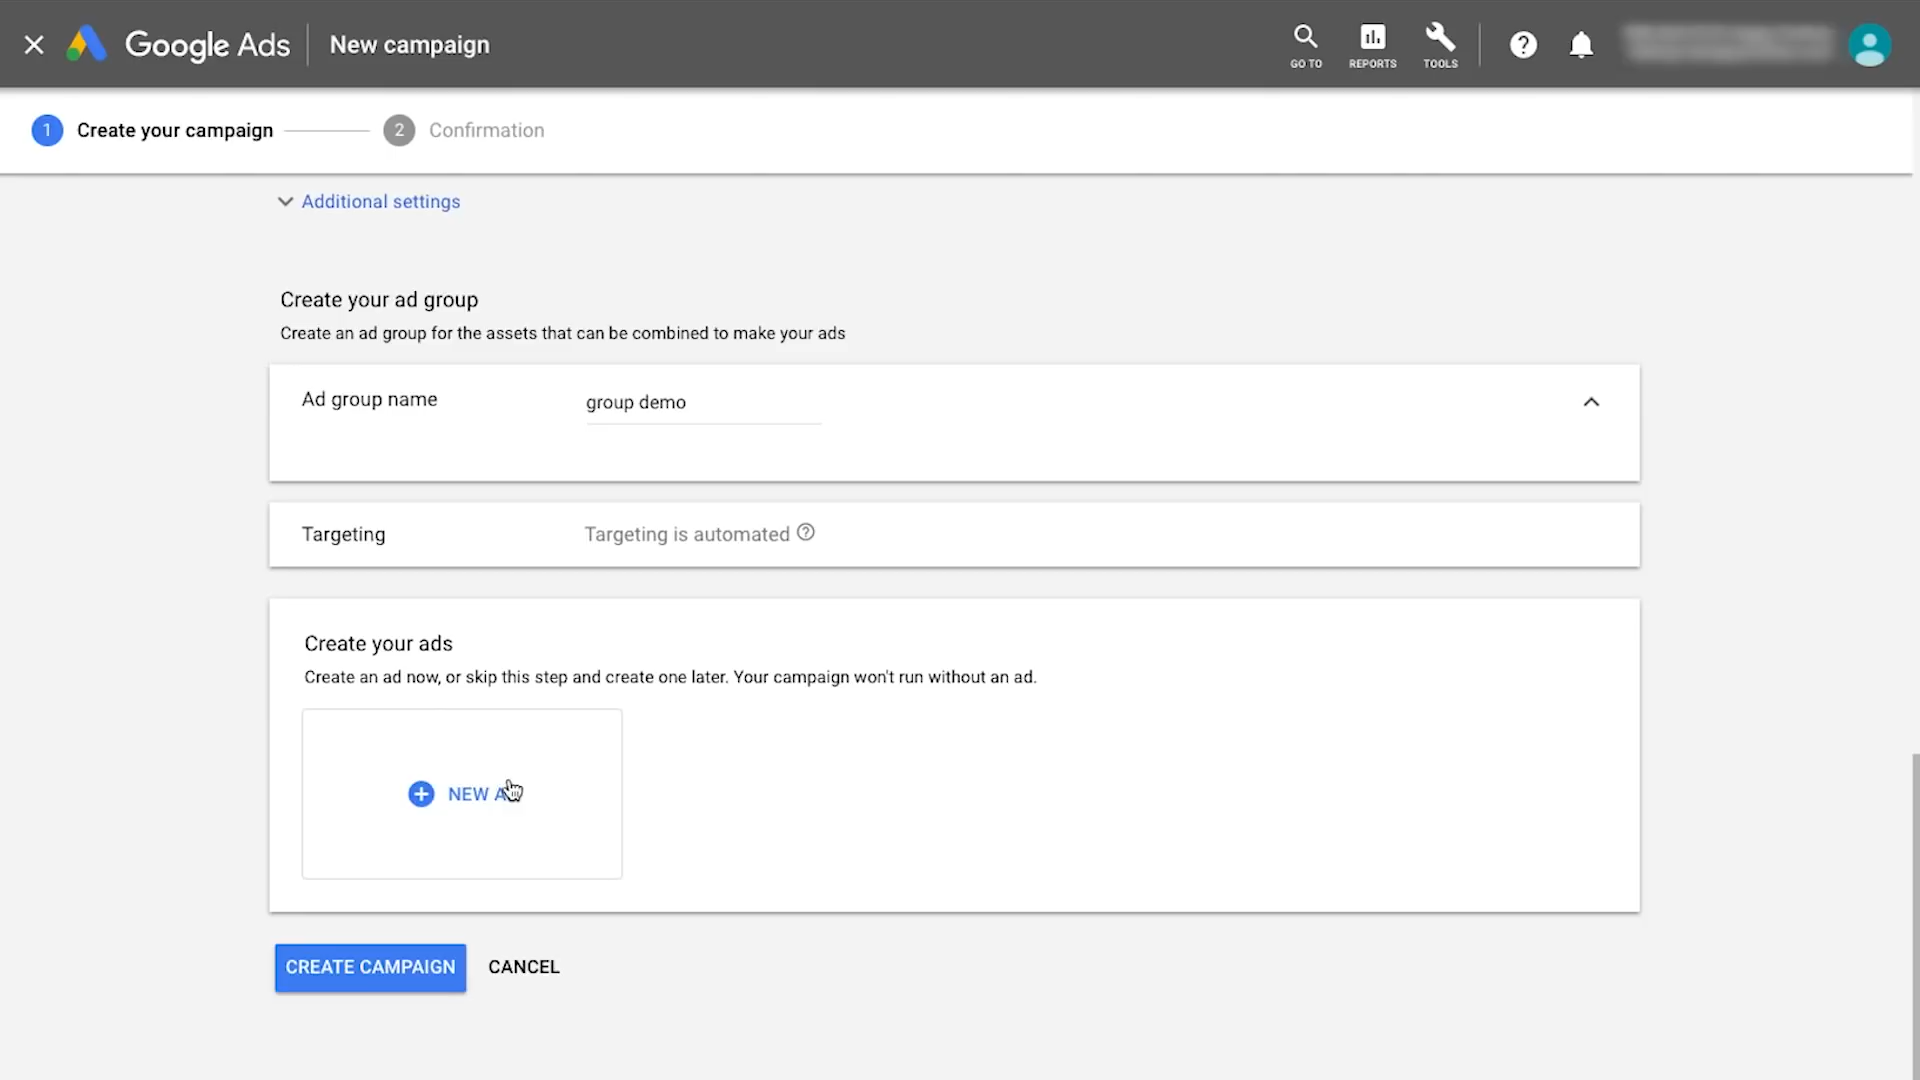 Google Ads
New campaign
GO TO
REPORTS
TOOLS
1 Create your campaign
2 Confirmation
Additional settings
Create your ad group
Create an ad group for the assets that can be combined to make your ads
Ad group name
group demo
Targeting
Targeting is automated
Create your ads
Create an ad now, or skip this step and create one later. Your campaign won't run without an ad.
NEW
CREATE CAMPAIGN
CANCEL